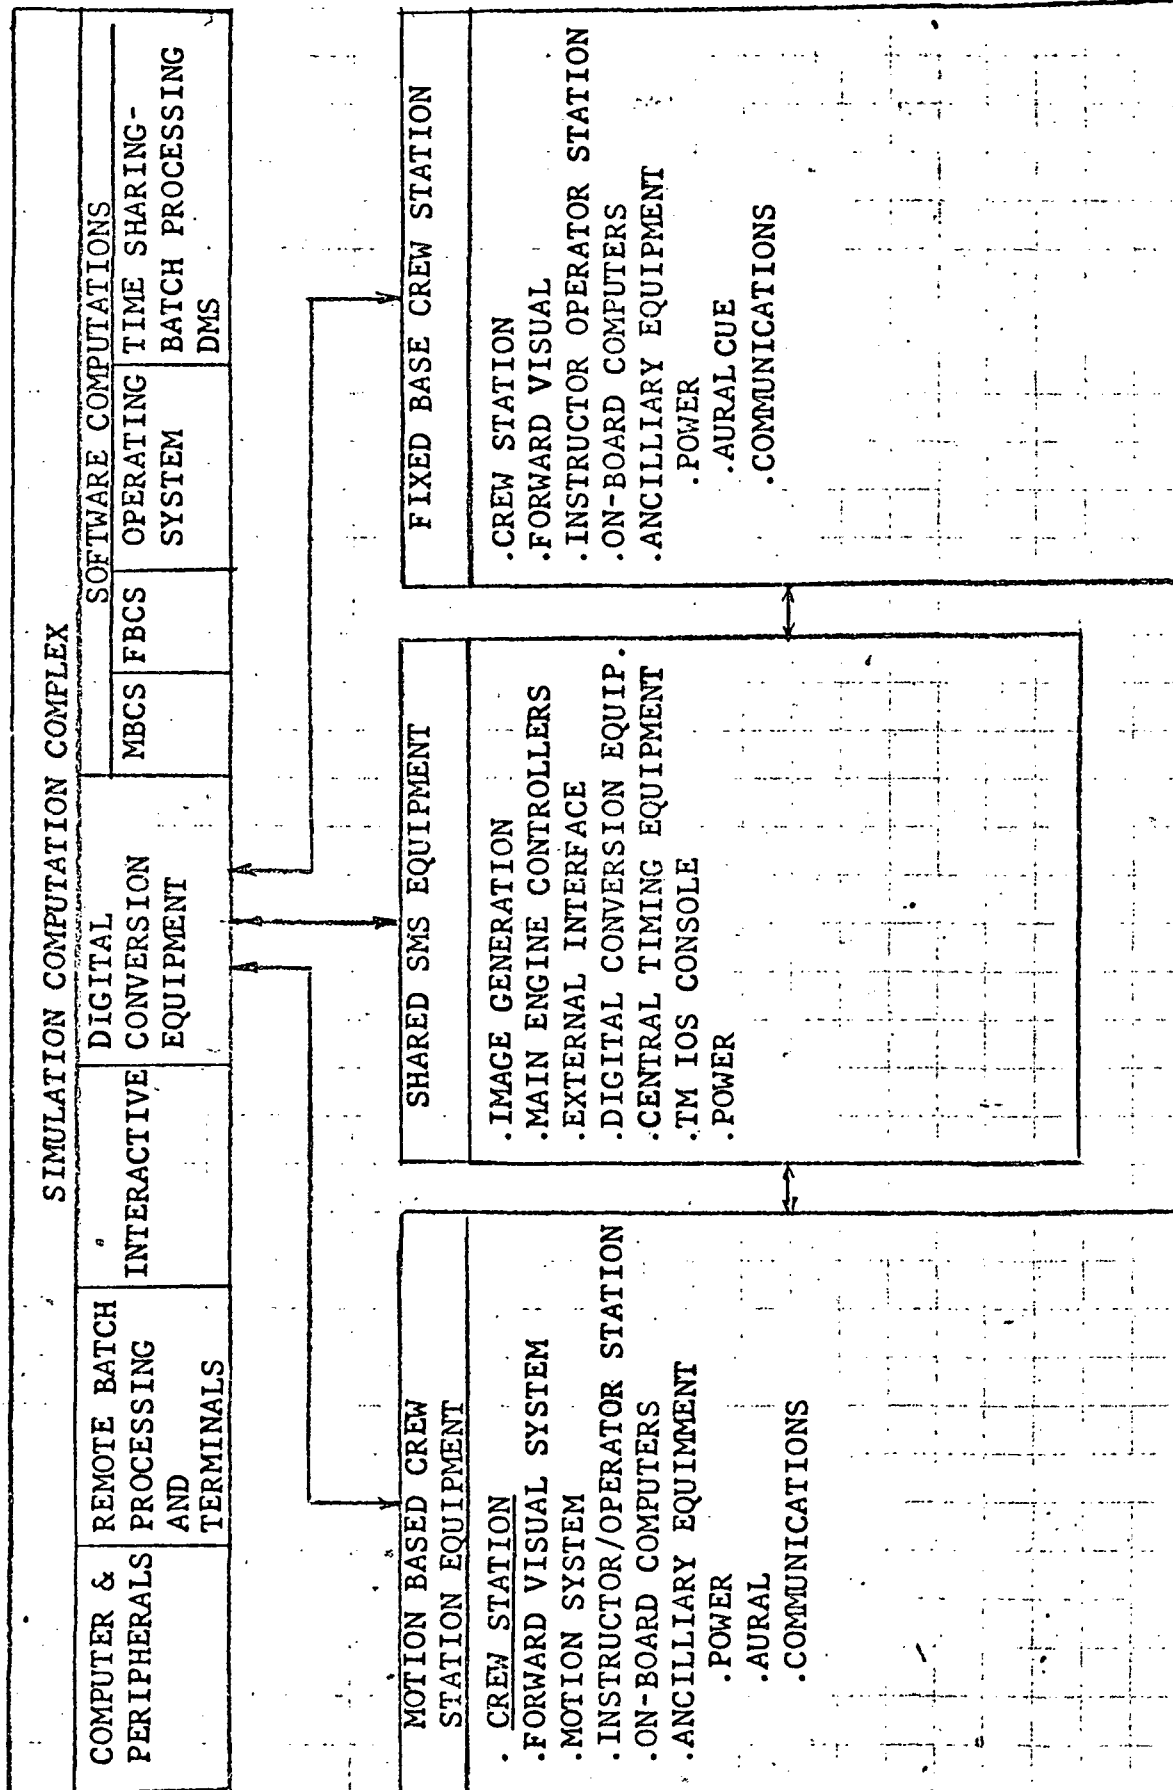 SIMULATION COMPUTATION COMPLEX
COMPUTER &
PERIPHERALS
REMOTE BATCH
PROCESSING
AND
TERMINALS
INTERACTIVE
DIGITAL
CONVERSION
EQUIPMENT
SOFTWARE COMPUTATIONS
MBCS
FBCS
OPERATING
SYSTEM
TIME SHARING-
BATCH PROCESSING
DMS
MOTION BASED CREW
STATION EQUIPMENT
. CREW STATION
.FORWARD VISUAL SYSTEM
.MOTION SYSTEM
.INSTRUCTOR/OPERATOR STATION
.ON-BOARD COMPUTERS
.ANCILLIARY EQUIMMENT
.POWER
.AURAL
.COMMUNICATIONS
SHARED SMS EQUIPMENT
.IMAGE GENERATION
.MAIN ENGINE CONTROLLERS
.EXTERNAL INTERFACE
.DIGITAL CONVERSION EQUIP.
.CENTRAL TIMING EQUIPMENT
.TM IOS CONSOLE
.POWER
FIXED BASE CREW STATION
.CREW STATION
.FORWARD VISUAL
.INSTRUCTOR OPERATOR STATION
.ON-BOARD COMPUTERS
.ANCILLIARY EQUIPMENT
.POWER
.AURAL CUE
.COMMUNICATIONS